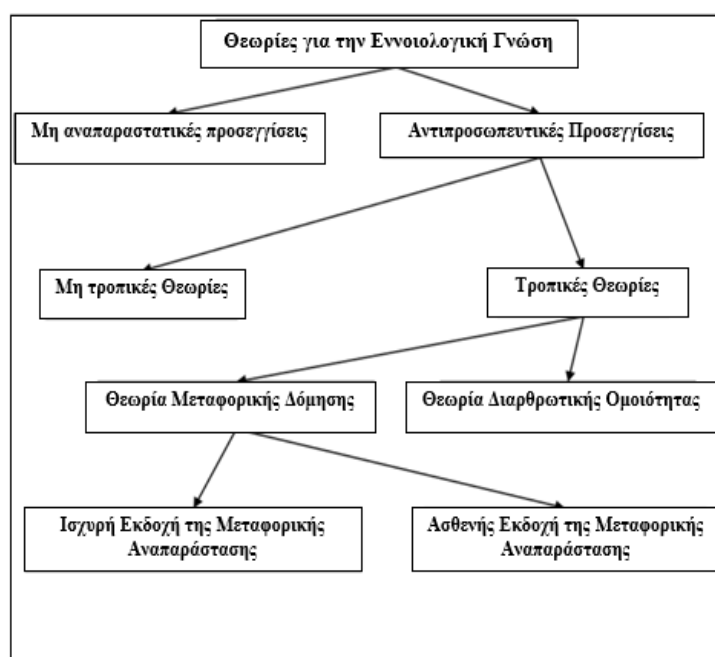 Θεωρίες για την Εννοιολογική Γνώση
Μη αναπαραστατικές προσεγγίσεις
Αντιπροσωπευτικές Προσεγγίσεις
Μη τροπικές Θεωρίες
Τροπικές Θεωρίες
Θεωρία Μεταφορικής Δόμησης
Θεωρία Διαρθρωτικής Ομοιότητας
Ισχυρή Εκδοχή της Μεταφορικής
Αναπαράστασης
Ασθενής Εκδοχή της Μεταφορικής
Αναπαράστασης